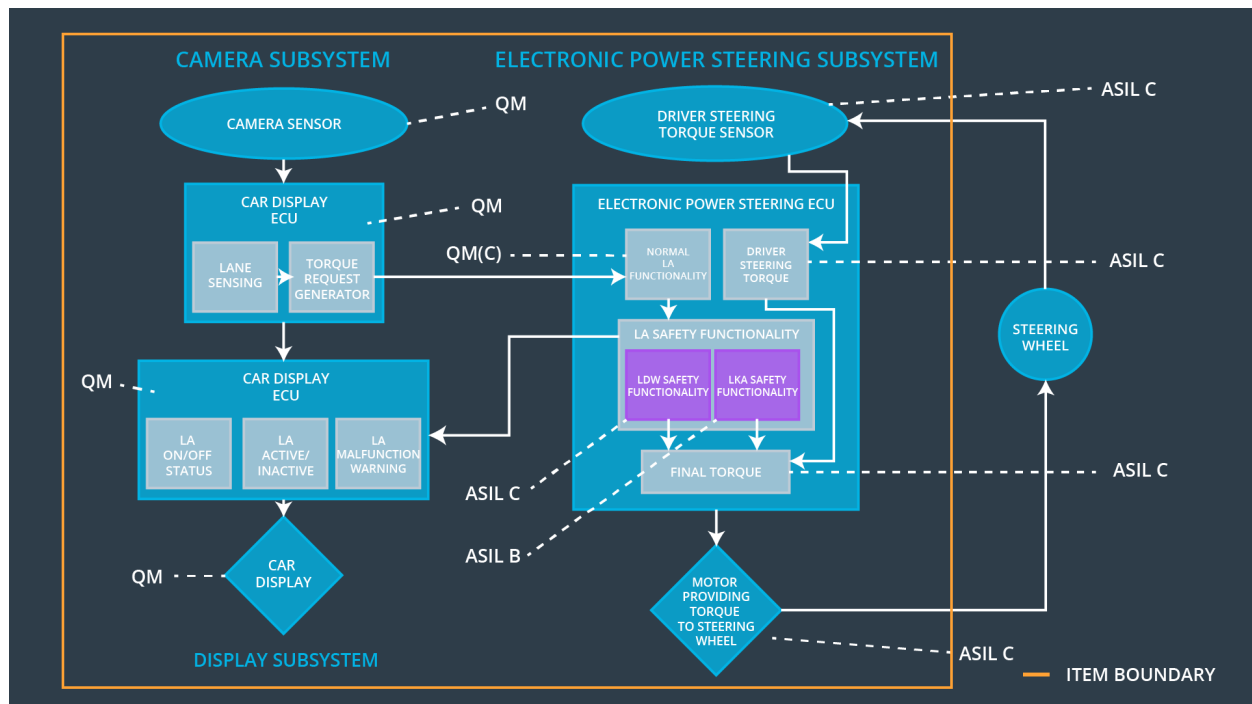 CAMERA SUBSYSTEM
ELECTRONIC POWER STEERING SUBSYSTEM
CAMERA SENSOR
QM
DRIVER STEERING
TORQUE SENSOR
ASIL C
CAR DISPLAY
ECU
QM
LANE
SENSING
TORQUE
REQUEST
GENERATOR
ELECTRONIC POWER STEERING ECU
QM(C)
NORMAL
LA
FUNCTIONALITY
DRIVER
STEERING
TORQUE
ASIL C
LA SAFETY FUNCTIONALITY
LDW SAFETY
FUNCTIONALITY
LKA SAFETY
FUNCTIONALITY
STEERING
WHEEL
QM
CAR DISPLAY
ECU
LA
ON/OFF
STATUS
LA
ACTIVE/
INACTIVE
LA
MALFUNCTION
WARNING
FINAL TORQUE
ASIL C
ASIL C
ASIL B
QM
CAR
DISPLAY
MOTOR
PROVIDING
TORQUE
TO STEERING
WHEEL
ASIL C
DISPLAY SUBSYSTEM
ITEM BOUNDARY